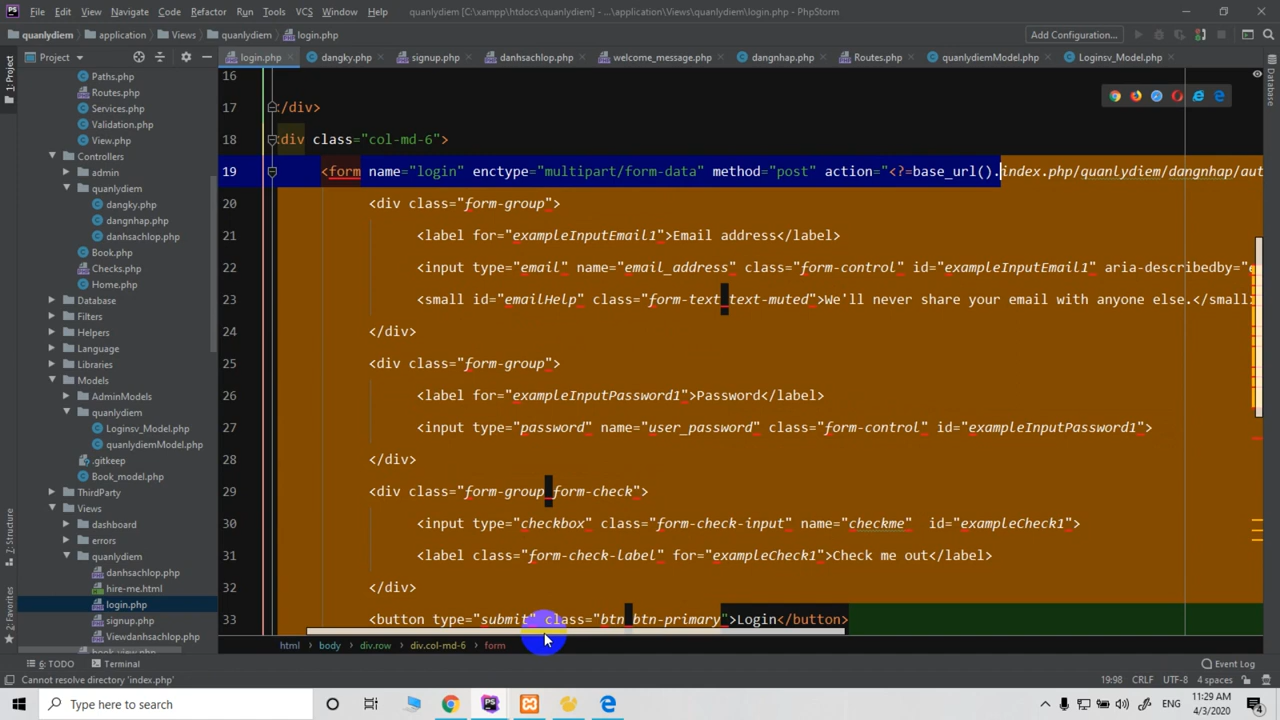 File Edit View Navigate Code Refactor Run Tools VCS Window Help quanlydiem [C:\xampp\htdocs\quanlydiem] - ...\application\Views\quanlydiem\login.php - PhpStorm
quanlydiem application Views quanlydiem login.php Add Configuration...
Project login.php dangky.php signup.php danhsachlop.php welcome_message.php dangnhap.php Routes.php quanlydiemModel.php Loginsv_Model.php
1: Project
7: Structure
2: Favorites
Database
Paths.php
Routes.php
Services.php
Validation.php
View.php
Controllers
admin
quanlydiem
dangky.php
dangnhap.php
danhsachlop.php
Book.php
Checks.php
Home.php
Database
Filters
Helpers
Language
Libraries
Models
AdminModels
quanlydiem
Loginsv_Model.php
quanlydiemModel.php
.gitkeep
Book_model.php
ThirdParty
Views
dashboard
errors
quanlydiem
danhsachlop.php
hire-me.html
login.php
signup.php
Viewdanhsachlop.php
book_view.php
16
17 </div>
18 <div class="col-md-6">
19 <form name="login" enctype="multipart/form-data" method="post" action="<?=base_url().index.php/quanlydiem/dangnhap/aut
20 <div class="form-group">
21 <label for="exampleInputEmail1">Email address</label>
22 <input type="email" name="email_address" class="form-control" id="exampleInputEmail1" aria-describedby="e
23 <small id="emailHelp" class="form-text text-muted">We'll never share your email with anyone else.</small>
24 </div>
25 <div class="form-group">
26 <label for="exampleInputPassword1">Password</label>
27 <input type="password" name="user_password" class="form-control" id="exampleInputPassword1">
28 </div>
29 <div class="form-group form-check">
30 <input type="checkbox" class="form-check-input" name="checkme" id="exampleCheck1">
31 <label class="form-check-label" for="exampleCheck1">Check me out</label>
32 </div>
33 <button type="submit" class="btn btn-primary">Login</button>
html body div.row div.col-md-6 form
6: TODO Terminal Event Log
Cannot resolve directory 'index.php' 19:98 CRLF UTF-8 4 spaces
Type here to search ENG 11:29 AM 4/3/2020 4